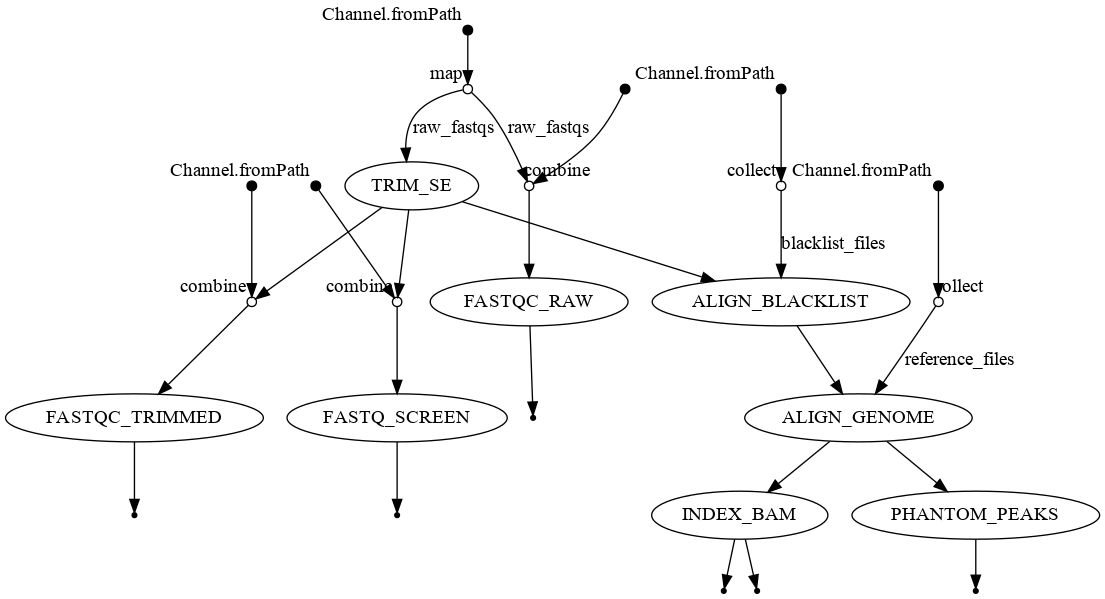 Channel.fromPath
map
Channel.fromPath
raw_fastqs
raw_fastqs
Channel.fromPath
TRIM_SE
combine
collect
Channel.fromPath
blacklist_files
combine
combine
FASTQC_RAW
ALIGN_BLACKLIST
collect
reference_files
FASTQC_TRIMMED
FASTQ_SCREEN
ALIGN_GENOME
INDEX_BAM
PHANTOM_PEAKS